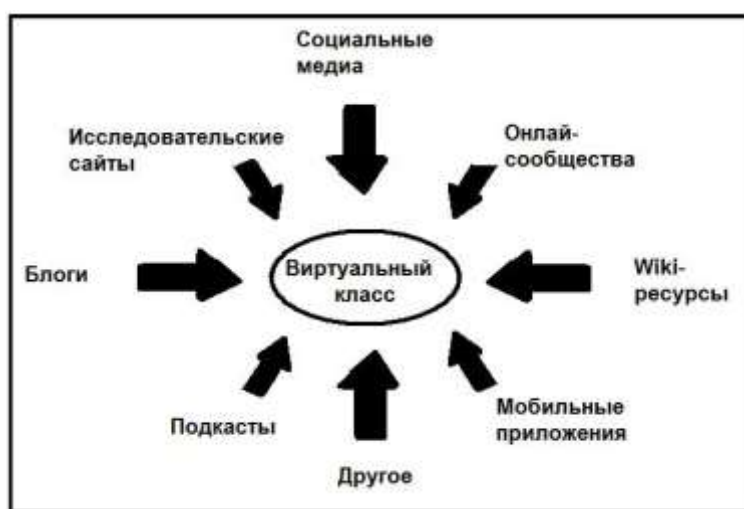 Социальные
медиа
Исследовательские
сайты
Онлай-
сообщества
Блоги
Виртуальный
класс
Wiki-
ресурсы
Подкасты
Мобильные
приложения
Другое